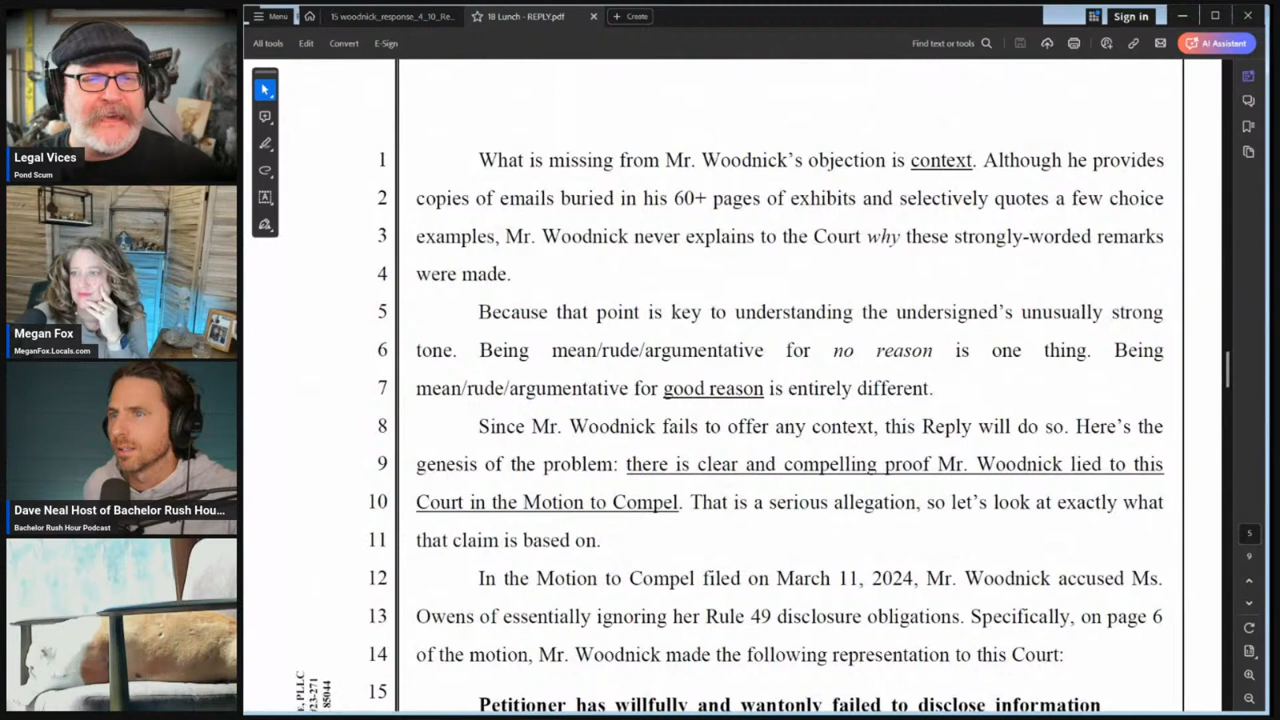 Menu
15 woodnick_response_4_10_Re...
18 Lunch - REPLY.pdf
Create
Sign in
All tools
Edit
Convert
E-Sign
Find text or tools
AI Assistant
Legal Vices
Pond Scum
Megan Fox
MeganFox.Locals.com
Dave Neal Host of Bachelor Rush Hou...
Bachelor Rush Hour Podcast
1 What is missing from Mr. Woodnick's objection is context. Although he provides
2 copies of emails buried in his 60+ pages of exhibits and selectively quotes a few choice
3 examples, Mr. Woodnick never explains to the Court why these strongly-worded remarks
4 were made.
5 Because that point is key to understanding the undersigned's unusually strong
6 tone. Being mean/rude/argumentative for no reason is one thing. Being
7 mean/rude/argumentative for good reason is entirely different.
8 Since Mr. Woodnick fails to offer any context, this Reply will do so. Here's the
9 genesis of the problem: there is clear and compelling proof Mr. Woodnick lied to this
10 Court in the Motion to Compel. That is a serious allegation, so let's look at exactly what
11 that claim is based on.
12 In the Motion to Compel filed on March 11, 2024, Mr. Woodnick accused Ms.
13 Owens of essentially ignoring her Rule 49 disclosure obligations. Specifically, on page 6
14 of the motion, Mr. Woodnick made the following representation to this Court:
15 Petitioner has willfully and wantonly failed to disclose information
, PLLC
#23-271
85044
5
9